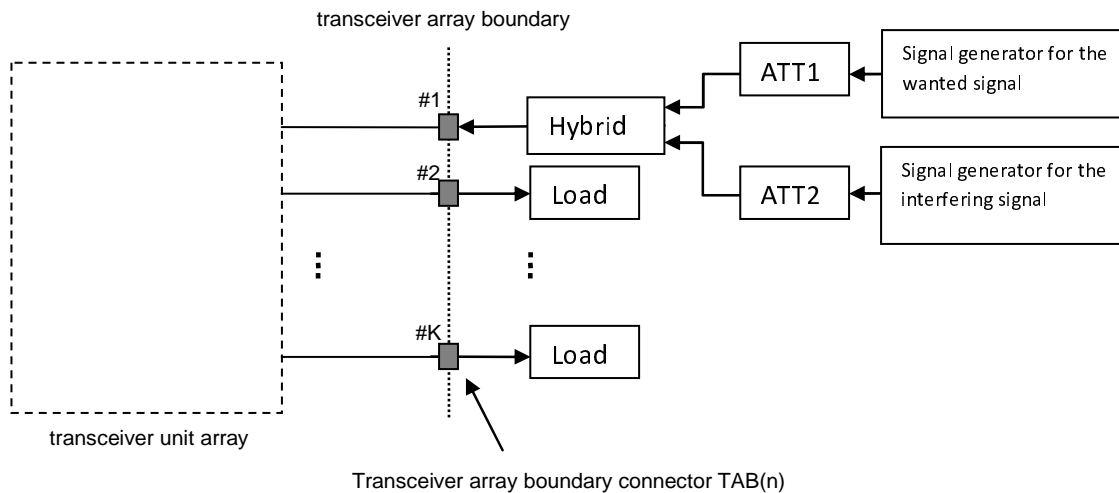 transceiver array boundary
#1
Hybrid
ATT1
Signal generator for the
wanted signal
#2
Load
ATT2
Signal generator for the
interfering signal
#K
Load
transceiver unit array
Transceiver array boundary connector TAB(n)